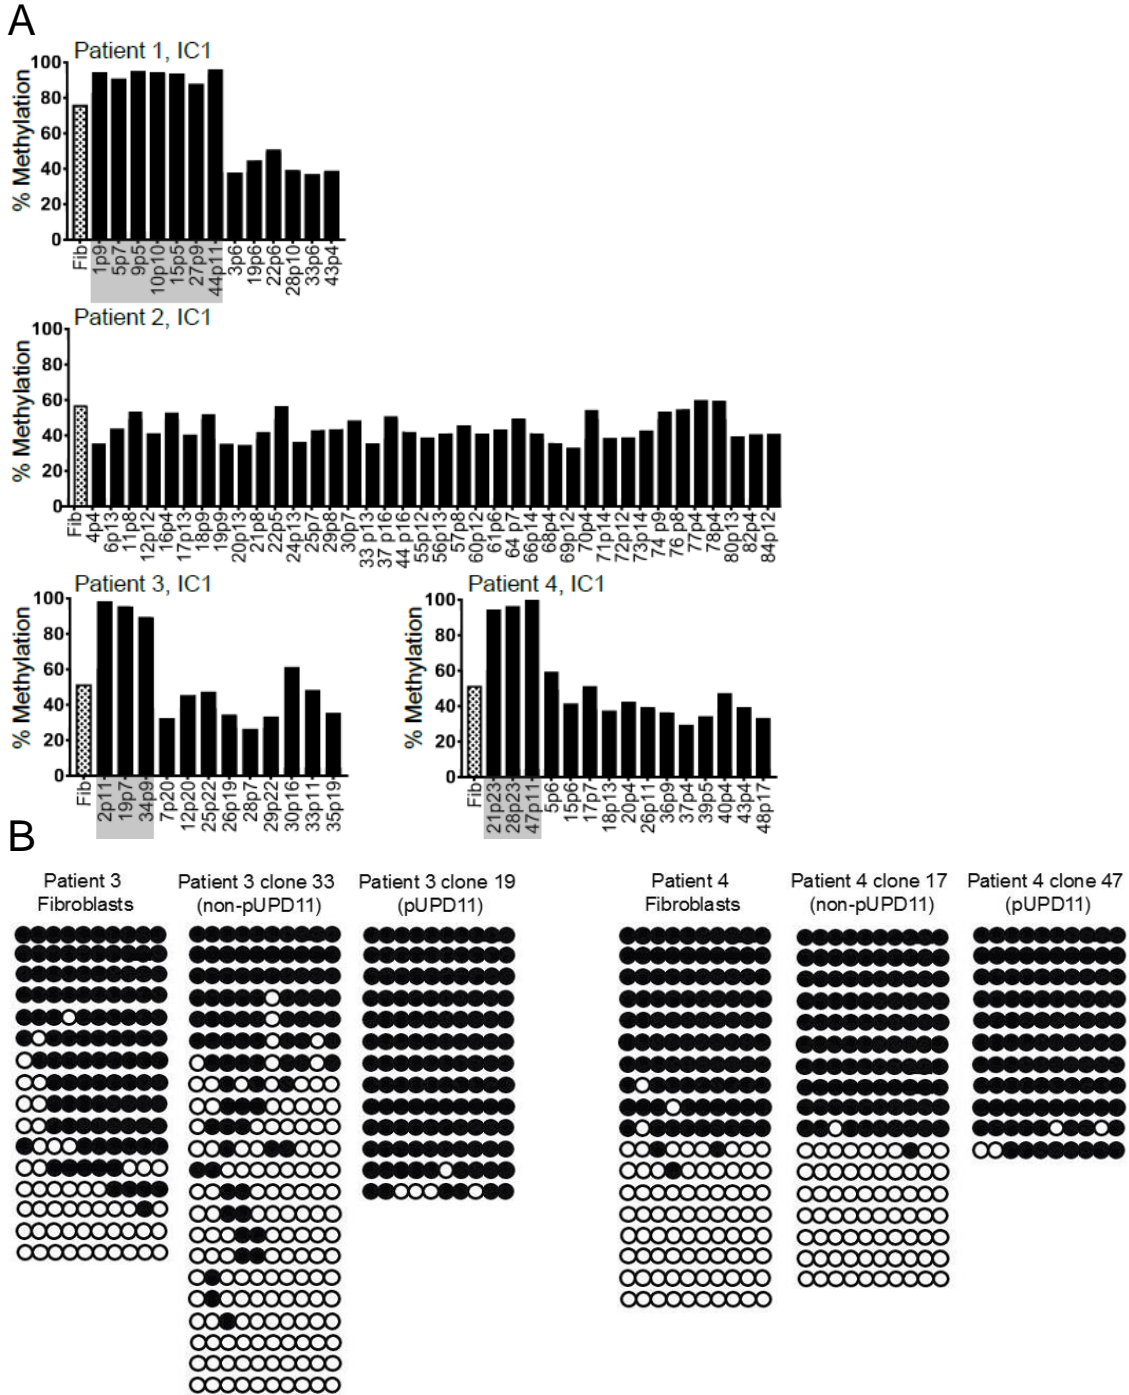 A
Patient 1, IC1
% Methylation
100
80
60
40
20
0
Fib 1p9 5p7 9p5 10p10 15p5 27p9 44p11 3p6 19p6 22p6 28p10 33p6 43p4
Patient 2, IC1
% Methylation
100
80
60
40
20
0
Fib 4p4 6p13 11p8 12p12 16p4 17p13 18p9 19p9 20p13 21p8 22p5 24p13 25p7 29p8 30p7 33 p13 37 p16 44 p16 55p12 56p13 57p8 60p12 61p6 64 p7 66p14 68p4 69p12 70p4 71p14 72p12 73p14 74 p9 76 p8 77p4 78p4 80p13 82p4 84p12
Patient 3, IC1
% Methylation
100
80
60
40
20
0
Fib 2p11 19p7 34p9 7p20 12p20 25p22 26p19 28p7 29p22 30p16 33p11 35p19
Patient 4, IC1
% Methylation
100
80
60
40
20
0
Fib 21p23 28p23 47p11 5p6 15p6 17p7 18p13 20p4 26p11 36p9 37p4 39p5 40p4 43p4 48p17
B
Patient 3
Fibroblasts
Patient 3 clone 33
(non-pUPD11)
Patient 3 clone 19
(pUPD11)
Patient 4
Fibroblasts
Patient 4 clone 17
(non-pUPD11)
Patient 4 clone 47
(pUPD11)